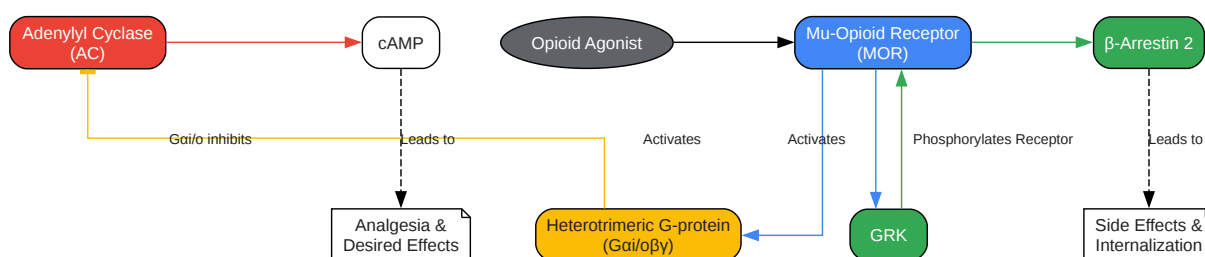 Adenylyl Cyclase
(AC)
cAMP
Opioid Agonist
Mu-Opioid Receptor
(MOR)
β-Arrestin 2
Gαi/o inhibits
Leads to
Activates
Activates
Phosphorylates Receptor
Leads to
Analgesia &
Desired Effects
Heterotrimeric G-protein
(Gαi/oβγ)
GRK
Side Effects &
Internalization